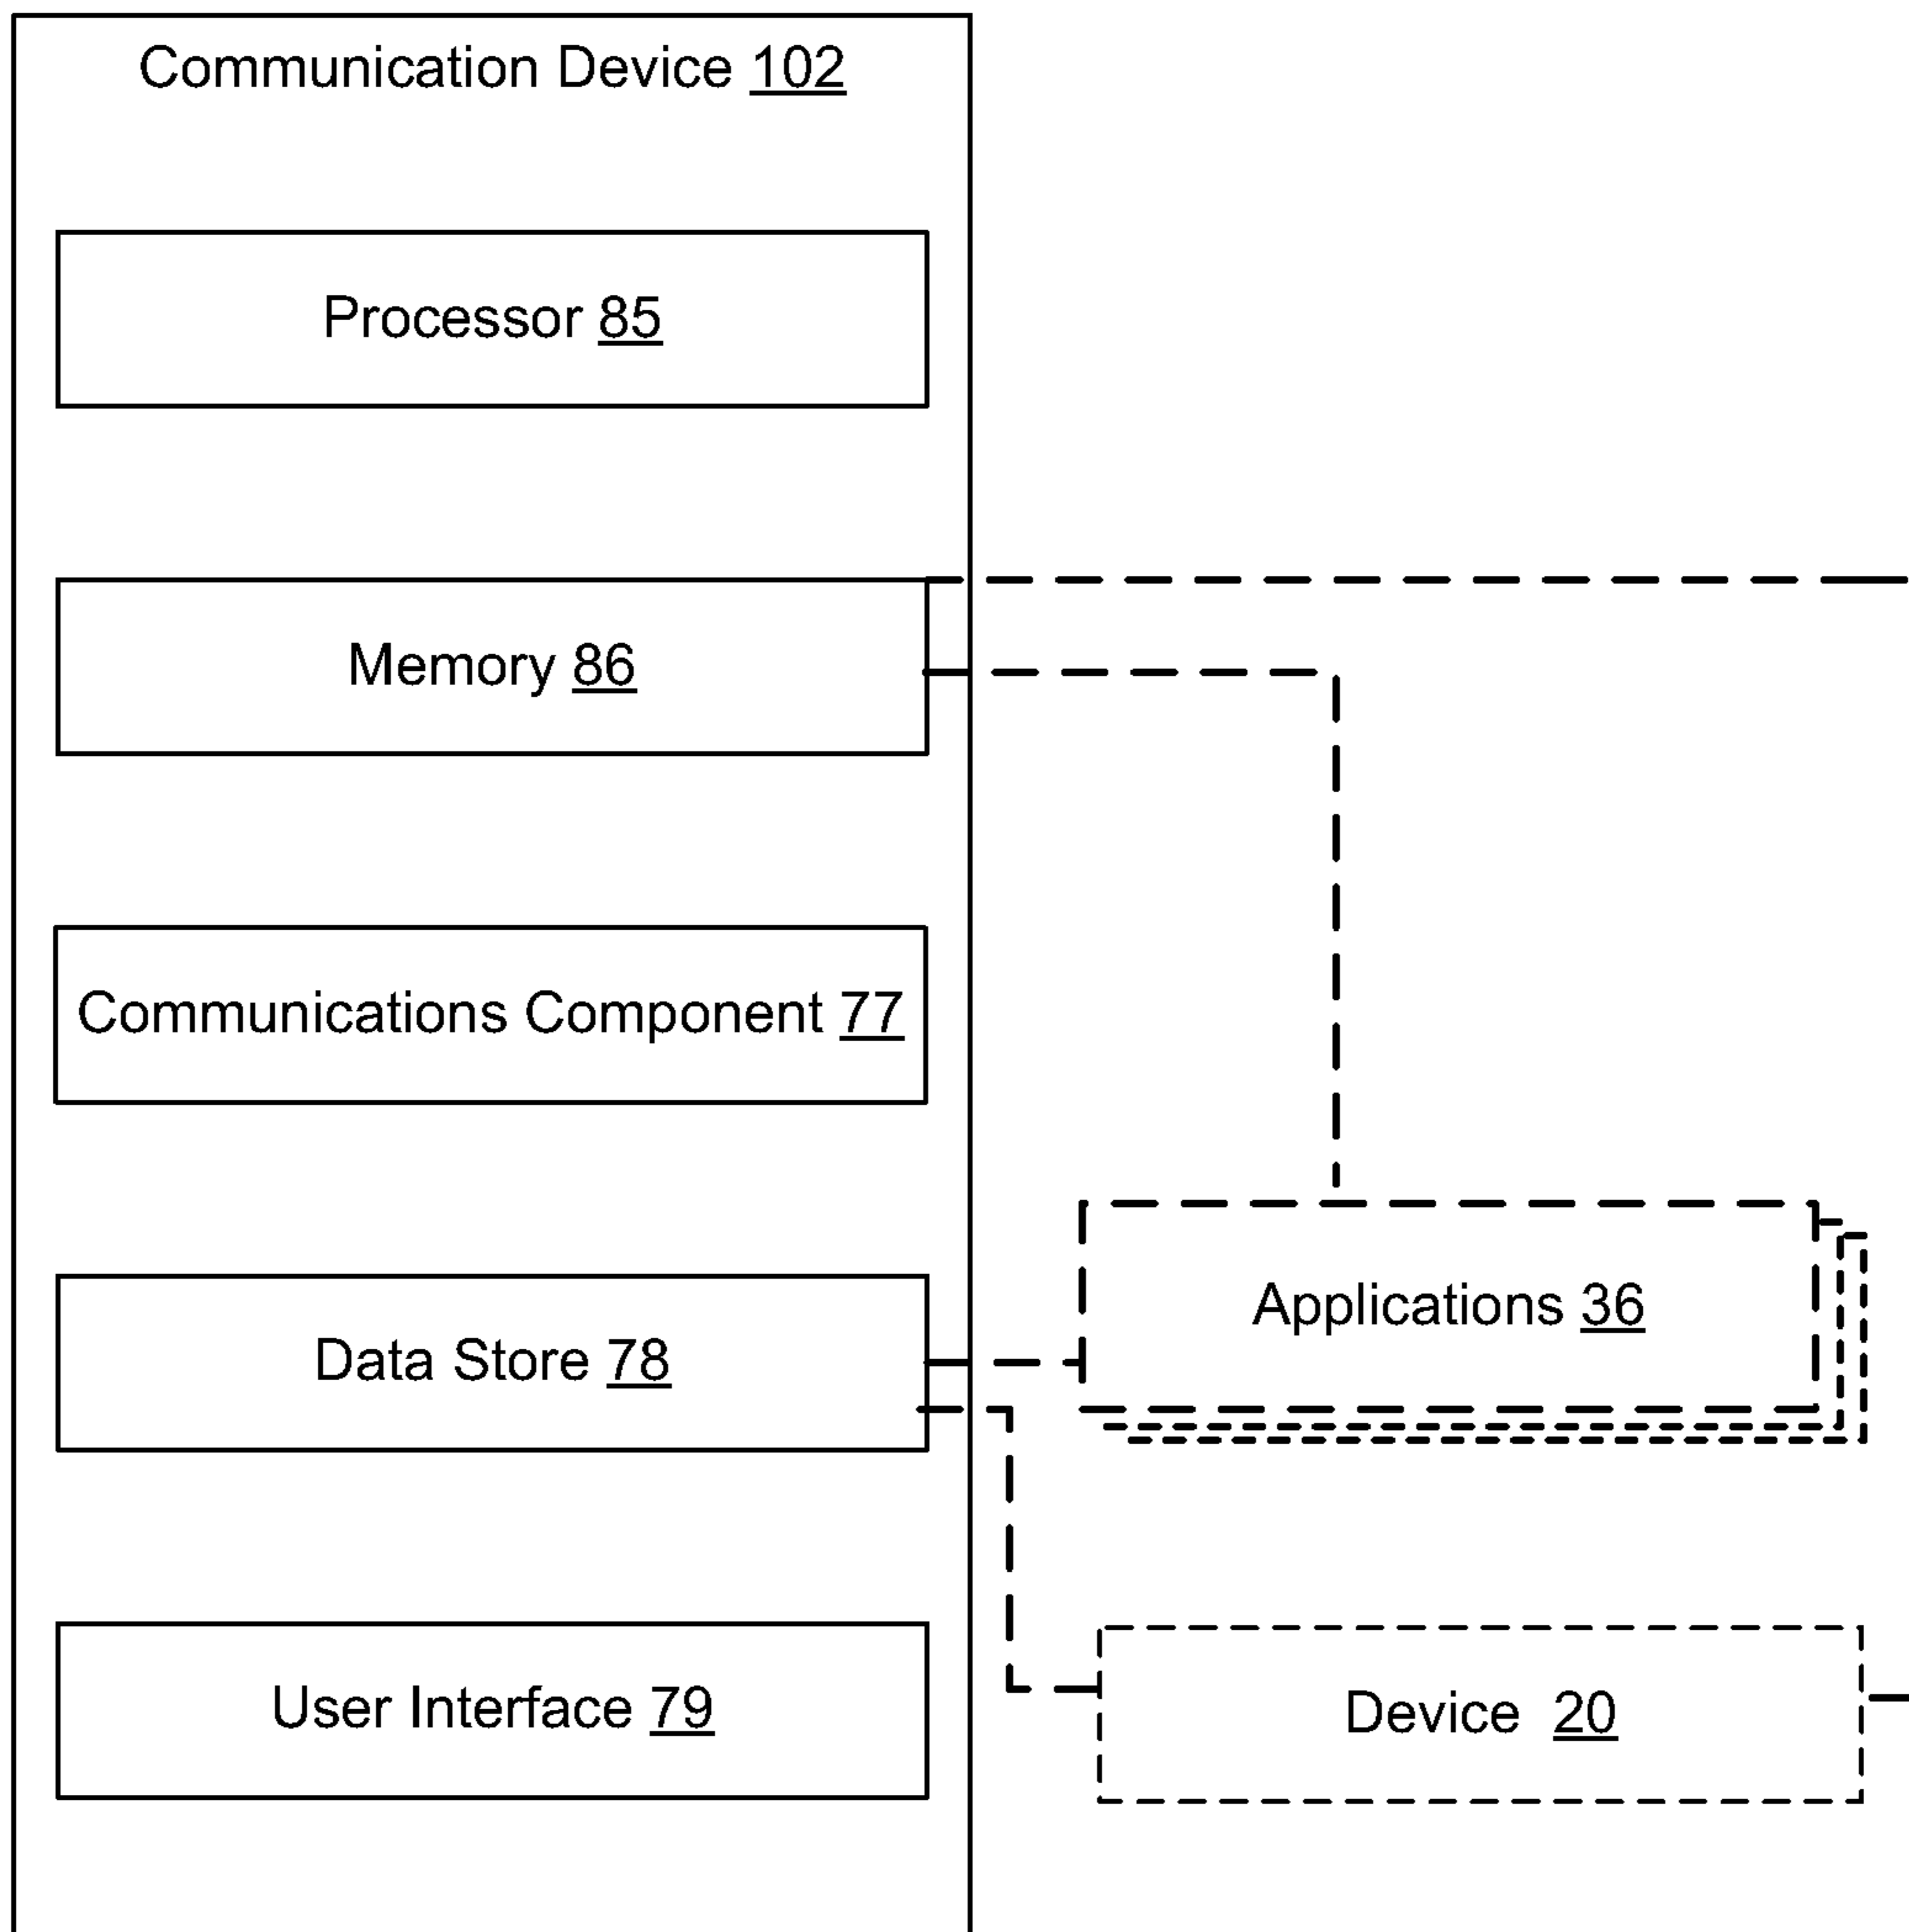 Communication Device 102
Processor 85
Memory 86
Communications Component 77
Data Store 78
User Interface 79
Applications 36
Device 20